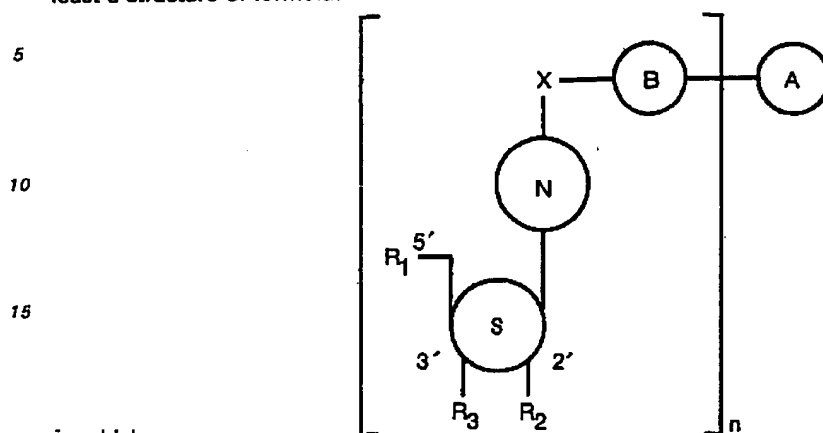 least a structure of formula:
5
X B A
10
N
R₁ 5′
15
S
3′ 2′
R₃ R₂
n